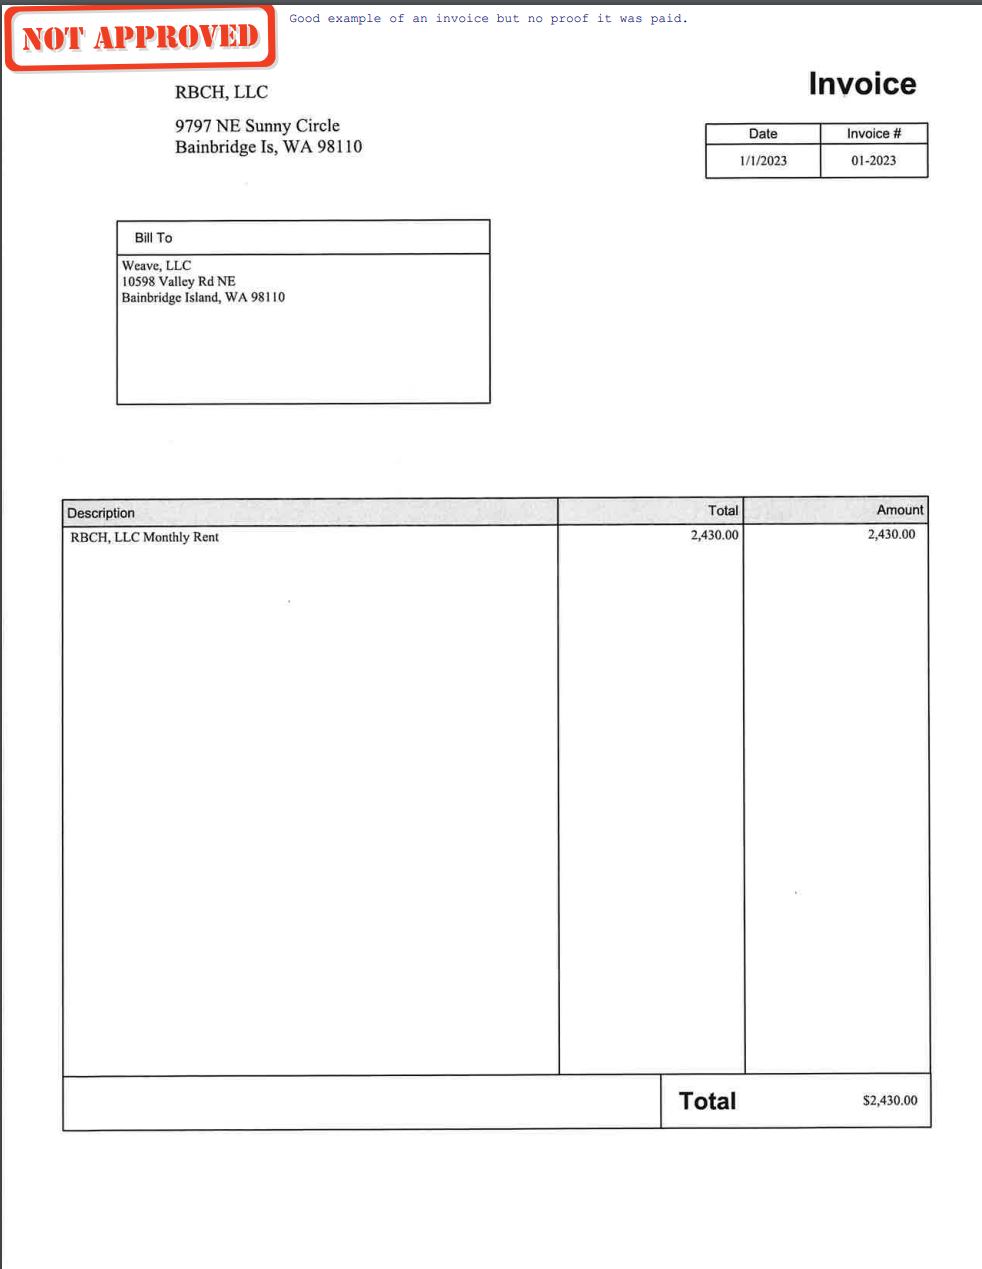 NOT APPROVED
Good example of an invoice but no proof it was paid.
RBCH, LLC
9797 NE Sunny Circle
Bainbridge Is, WA 98110
Invoice
Date Invoice #
1/1/2023 01-2023
Bill To
Weave, LLC
10598 Valley Rd NE
Bainbridge Island, WA 98110
Description Total Amount
RBCH, LLC Monthly Rent 2,430.00 2,430.00
Total $2,430.00